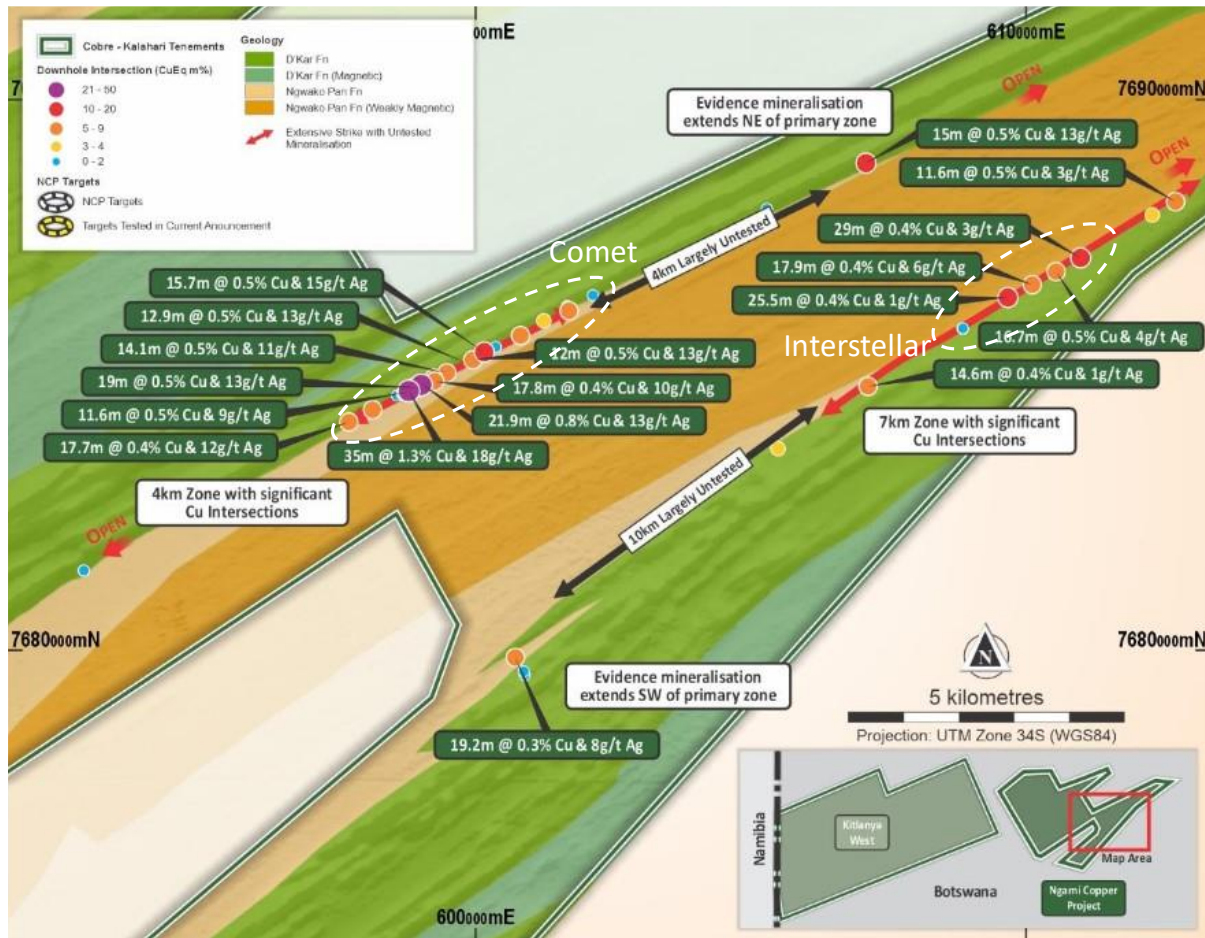 Cobre - Kalahari Tenements
Downhole Intersection (CuEq m%)
21 - 50
10 - 20
5 - 9
3 - 4
0 - 2
NCP Targets
NCP Targets
Targets Tested in Current Anouncement
Geology
D'Kar Fn
D'Kar Fn (Magnetic)
Ngwako Pan Fn
Ngwako Pan Fn (Weakly Magnetic)
Extensive Strike with Untested
Mineralisation
000mE
610000mE
7690000mN
OPEN
Evidence mineralisation
extends NE of primary zone
15m @ 0.5% Cu & 13g/t Ag
OPEN
11.6m @ 0.5% Cu & 3g/t Ag
4km Largely Untested
29m @ 0.4% Cu & 3g/t Ag
17.9m @ 0.4% Cu & 6g/t Ag
25.5m @ 0.4% Cu & 1g/t Ag
Comet
15.7m @ 0.5% Cu & 15g/t Ag
12.9m @ 0.5% Cu & 13g/t Ag
14.1m @ 0.5% Cu & 11g/t Ag
19m @ 0.5% Cu & 13g/t Ag
11.6m @ 0.5% Cu & 9g/t Ag
17.7m @ 0.4% Cu & 12g/t Ag
12m @ 0.5% Cu & 13g/t Ag
17.8m @ 0.4% Cu & 10g/t Ag
21.9m @ 0.8% Cu & 13g/t Ag
35m @ 1.3% Cu & 18g/t Ag
Interstellar
16.7m @ 0.5% Cu & 4g/t Ag
14.6m @ 0.4% Cu & 1g/t Ag
7km Zone with significant
Cu Intersections
4km Zone with significant
Cu Intersections
OPEN
10km Largely Untested
7680000mN
7680000mN
Evidence mineralisation
extends SW of primary zone
19.2m @ 0.3% Cu & 8g/t Ag
N
5 kilometres
Projection: UTM Zone 34S (WGS84)
Namibia
Kitlanya
West
Map Area
Botswana
Ngami Copper
Project
600000mE